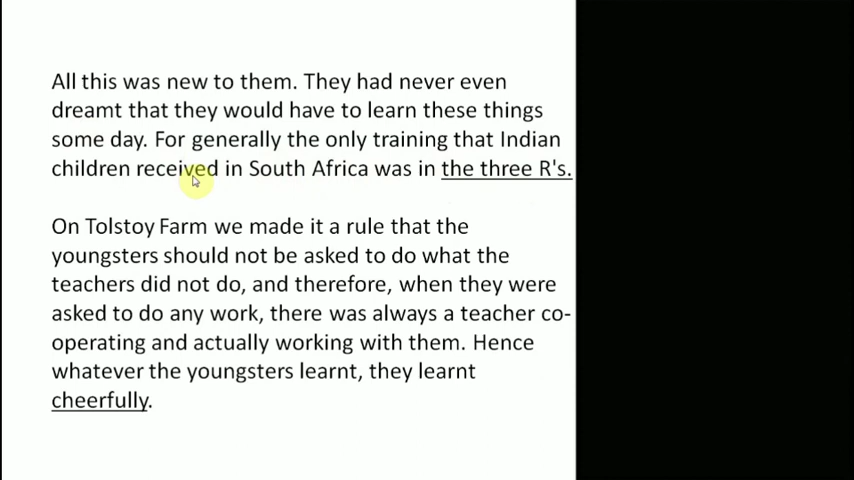 All this was new to them. They had never even
dreamt that they would have to learn these things
some day. For generally the only training that Indian
children received in South Africa was in the three R's.
On Tolstoy Farm we made it a rule that the
youngsters should not be asked to do what the
teachers did not do, and therefore, when they were
asked to do any work, there was always a teacher co-
operating and actually working with them. Hence
whatever the youngsters learnt, they learnt
cheerfully.